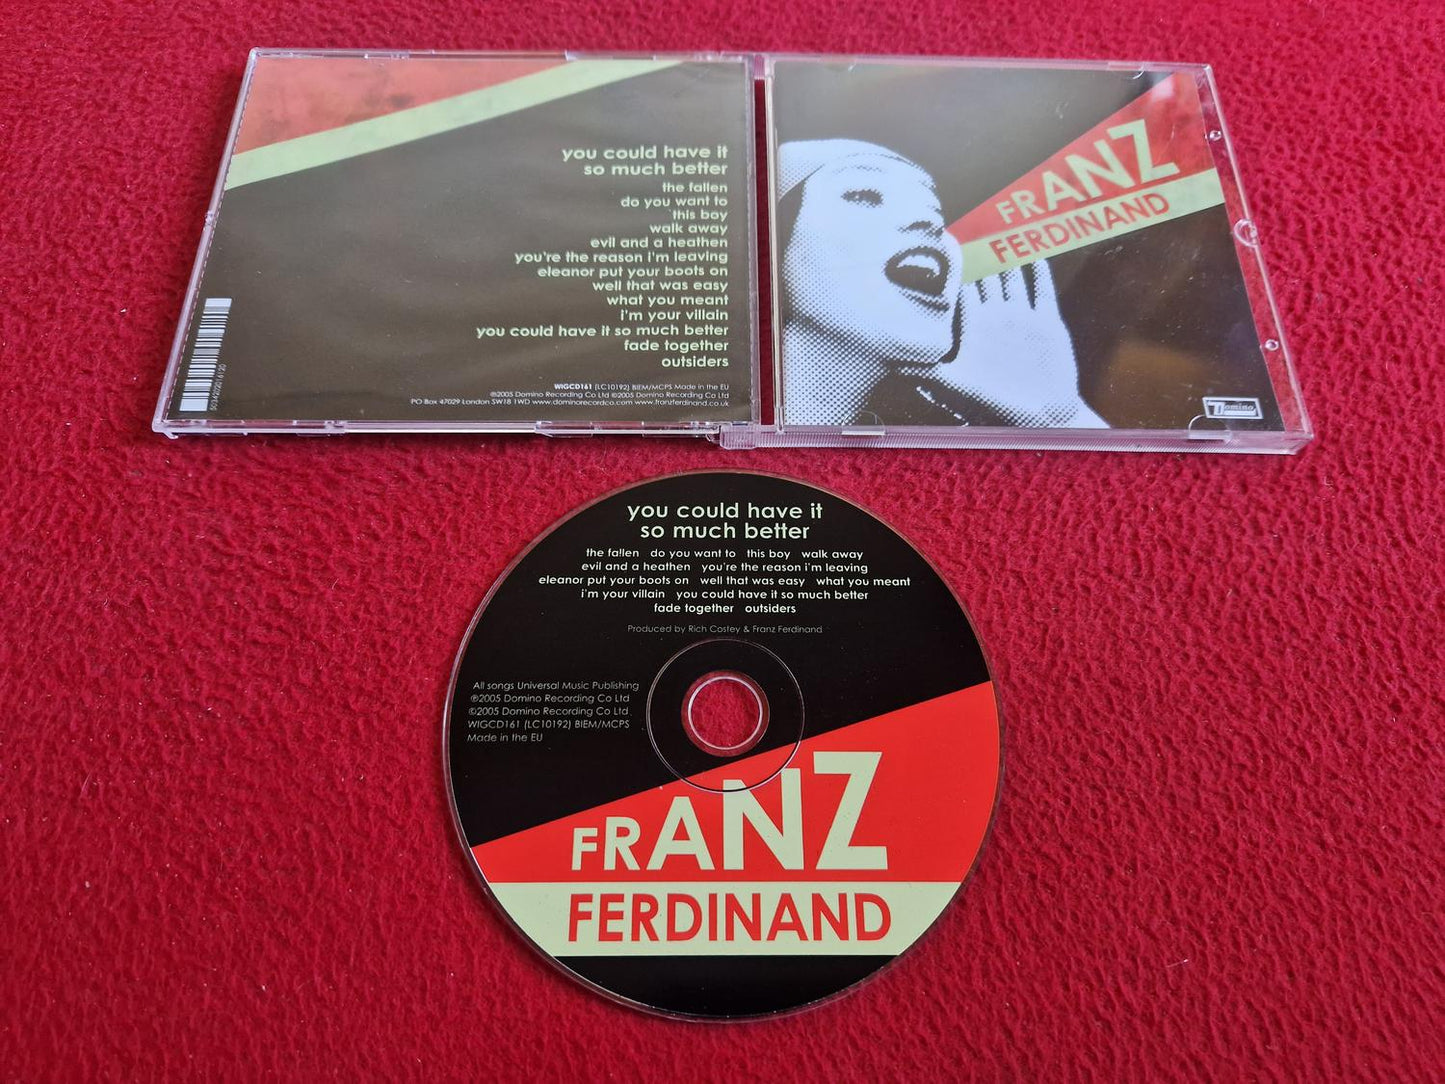 you could have it
so much better
the fallen
do you want to
this boy
walk away
evil and a heathen
you're the reason i'm leaving
eleanor put your boots on
well that was easy
what you meant
i'm your villain
you could have it so much better
fade together
outsiders
WIGCD161 (LC10192) BIEM/MCPS Made in the EU
℗2005 Domino Recording Co Ltd ©2005 Domino Recording Co Ltd
PO Box 47029 London SW18 1WD www.dominorecordco.com www.franzferdinand.co.uk
FRANZ
FERDINAND
Domino
you could have it
so much better
the fallen do you want to this boy walk away
evil and a heathen you're the reason i'm leaving
eleanor put your boots on well that was easy what you meant
i'm your villain you could have it so much better
fade together outsiders
Produced by Rich Costey & Franz Ferdinand
All songs Universal Music Publishing
℗2005 Domino Recording Co Ltd
©2005 Domino Recording Co Ltd
WIGCD161 (LC10192) BIEM/MCPS
Made in the EU
FRANZ
FERDINAND